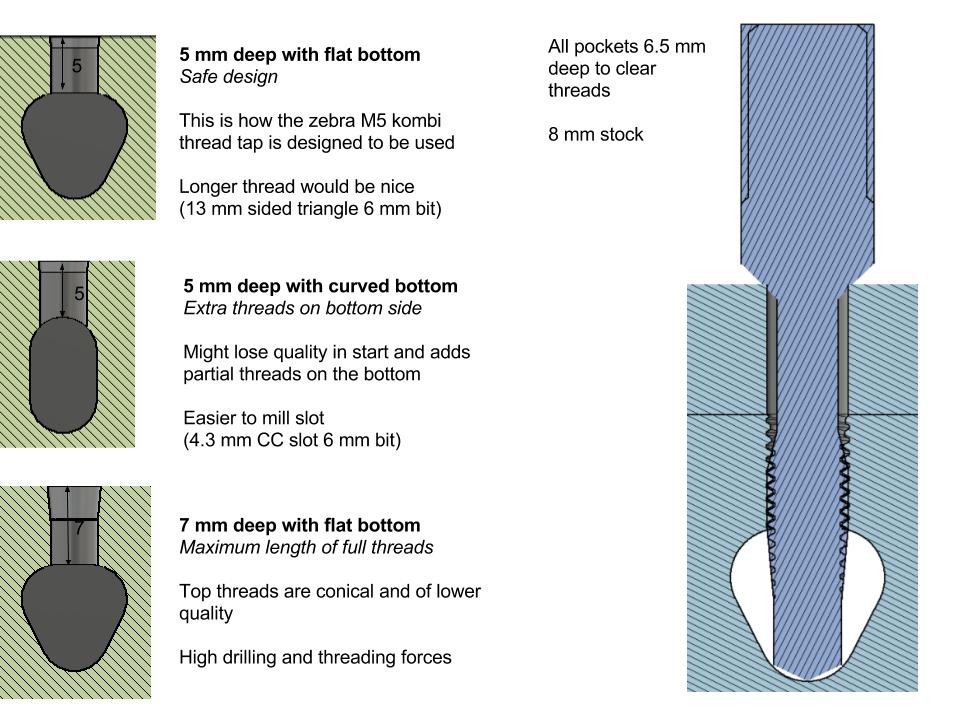 5
5 mm deep with flat bottom
Safe design
This is how the zebra M5 kombi
thread tap is designed to be used
Longer thread would be nice
(13 mm sided triangle 6 mm bit)
5
5 mm deep with curved bottom
Extra threads on bottom side
Might lose quality in start and adds
partial threads on the bottom
Easier to mill slot
(4.3 mm CC slot 6 mm bit)
7
7 mm deep with flat bottom
Maximum length of full threads
Top threads are conical and of lower
quality
High drilling and threading forces
All pockets 6.5 mm
deep to clear
threads
8 mm stock